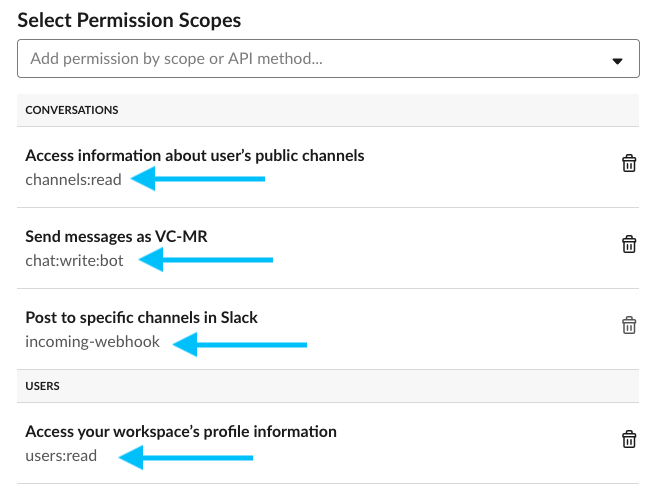 Select Permission Scopes
Add permission by scope or API method...
CONVERSATIONS
Access information about user’s public channels
channels:read
Send messages as VC-MR
chat:write:bot
Post to specific channels in Slack
incoming-webhook
USERS
Access your workspace’s profile information
users:read